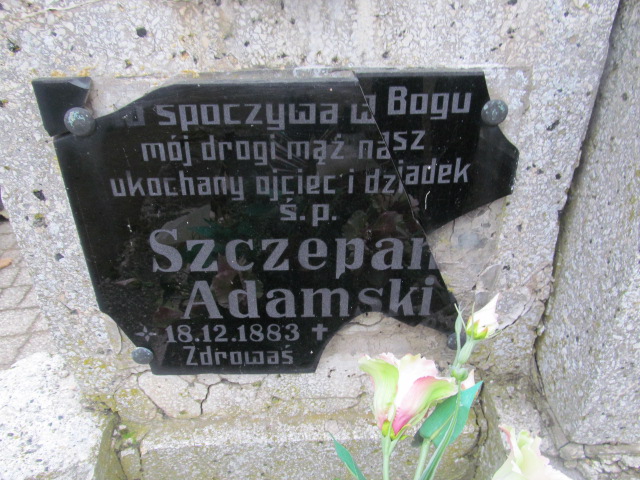 spoczywa w Bogu
mój drogi mąż nasz
ukochany ojciec i dziadek
ś. p.
Szczepan
Adamski
18.12.1883 +
Zdrowaś